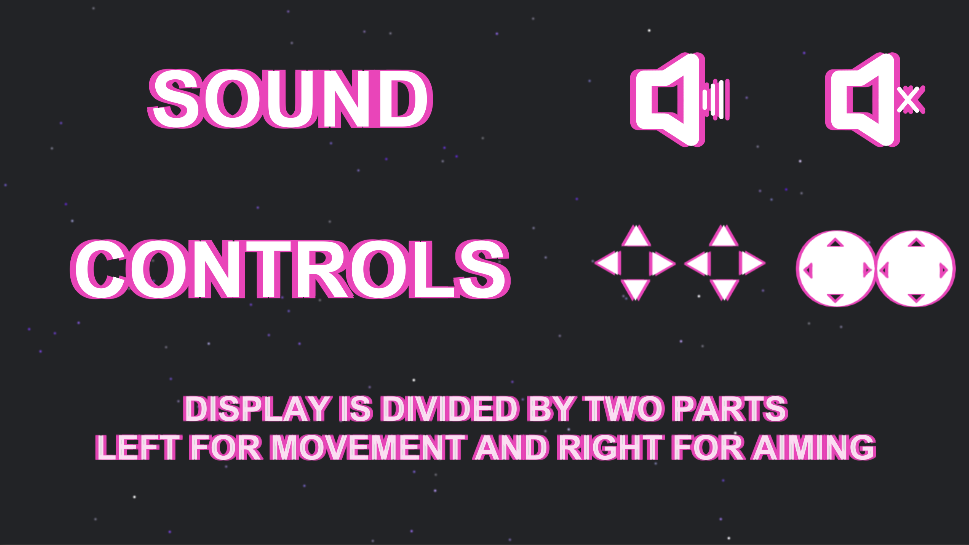 SOUND
CONTROLS
DISPLAY IS DIVIDED BY TWO PARTS
LEFT FOR MOVEMENT AND RIGHT FOR AIMING